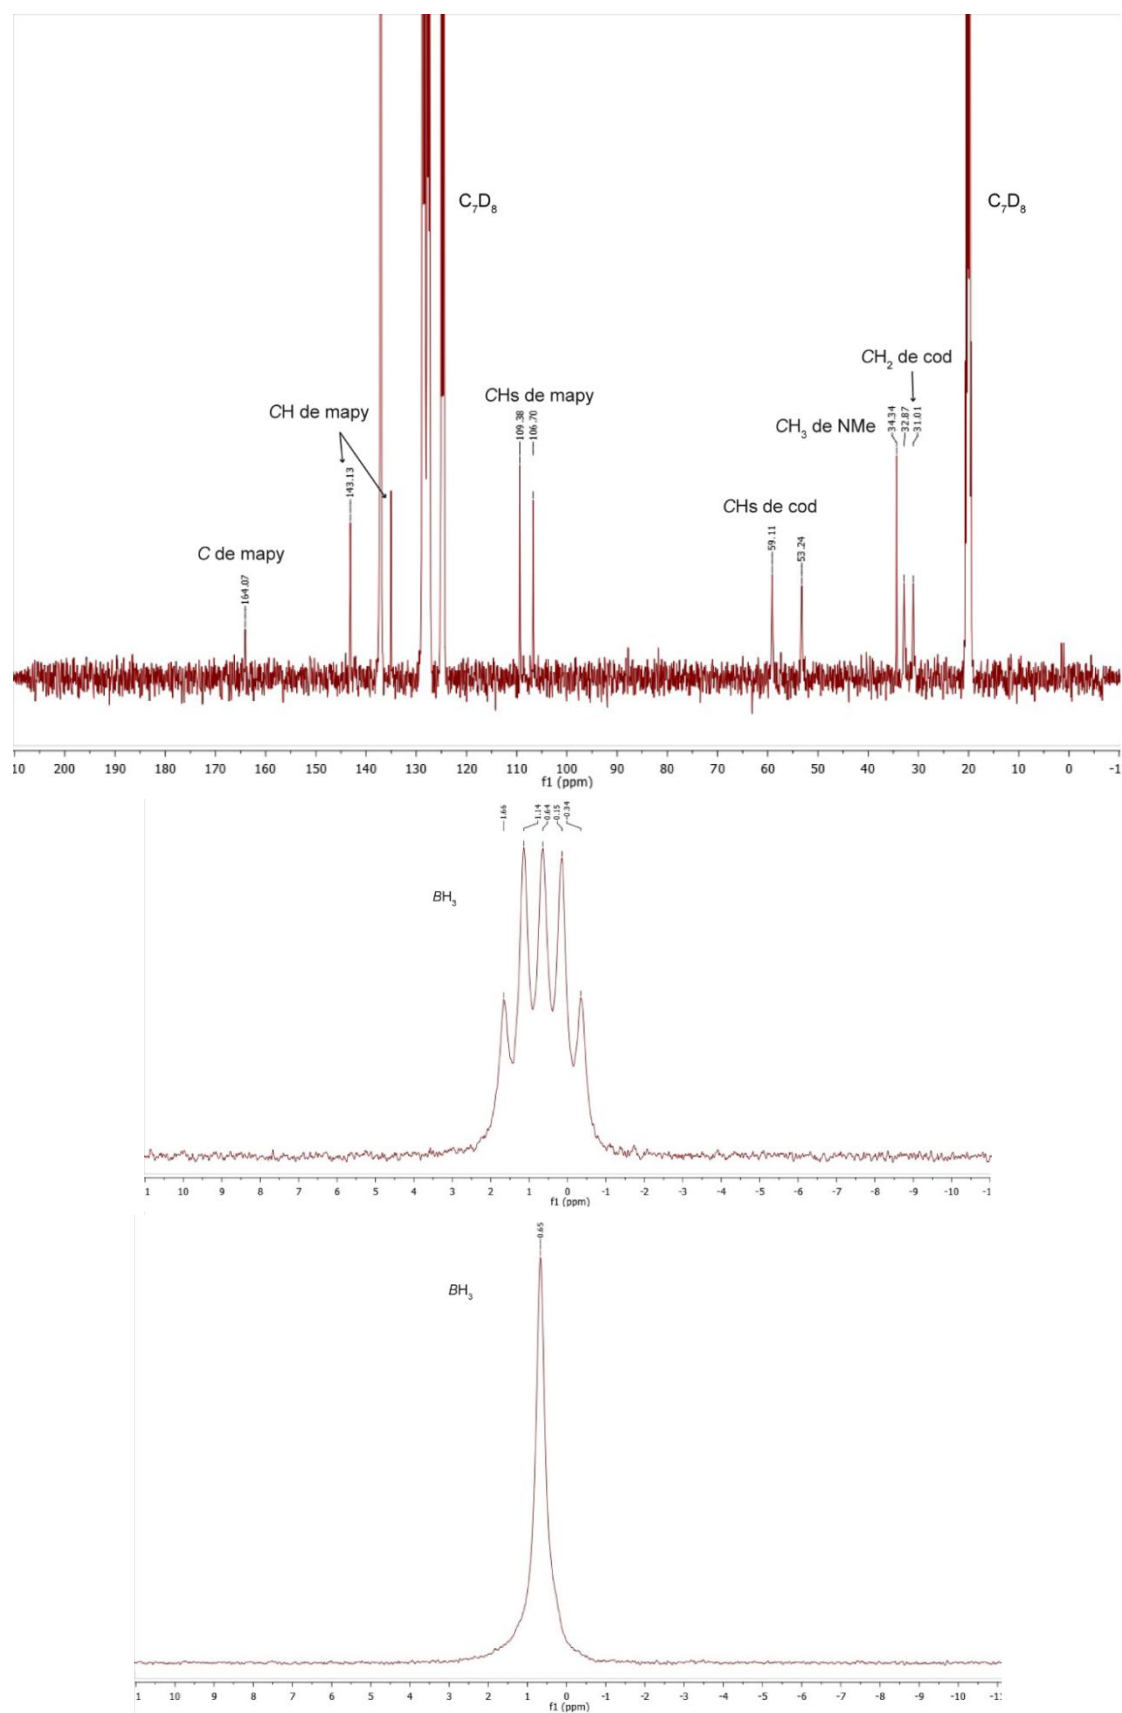 C7D8
C7D8
CH2 de cod
CHs de mapy
CH de mapy
CH3 de NMe
CHs de cod
C de mapy
164.07
143.13
109.38
106.70
59.11
53.24
34.34
32.87
31.01
10 200 190 180 170 160 150 140 130 120 110 100 90 80 70 60 50 40 30 20 10 0 -1
f1 (ppm)
1.66
1.14
0.64
0.15
-0.34
BH3
1 10 9 8 7 6 5 4 3 2 1 0 -1 -2 -3 -4 -5 -6 -7 -8 -9 -10 -1
f1 (ppm)
0.65
BH3
1 10 9 8 7 6 5 4 3 2 1 0 -1 -2 -3 -4 -5 -6 -7 -8 -9 -10 -1
f1 (ppm)